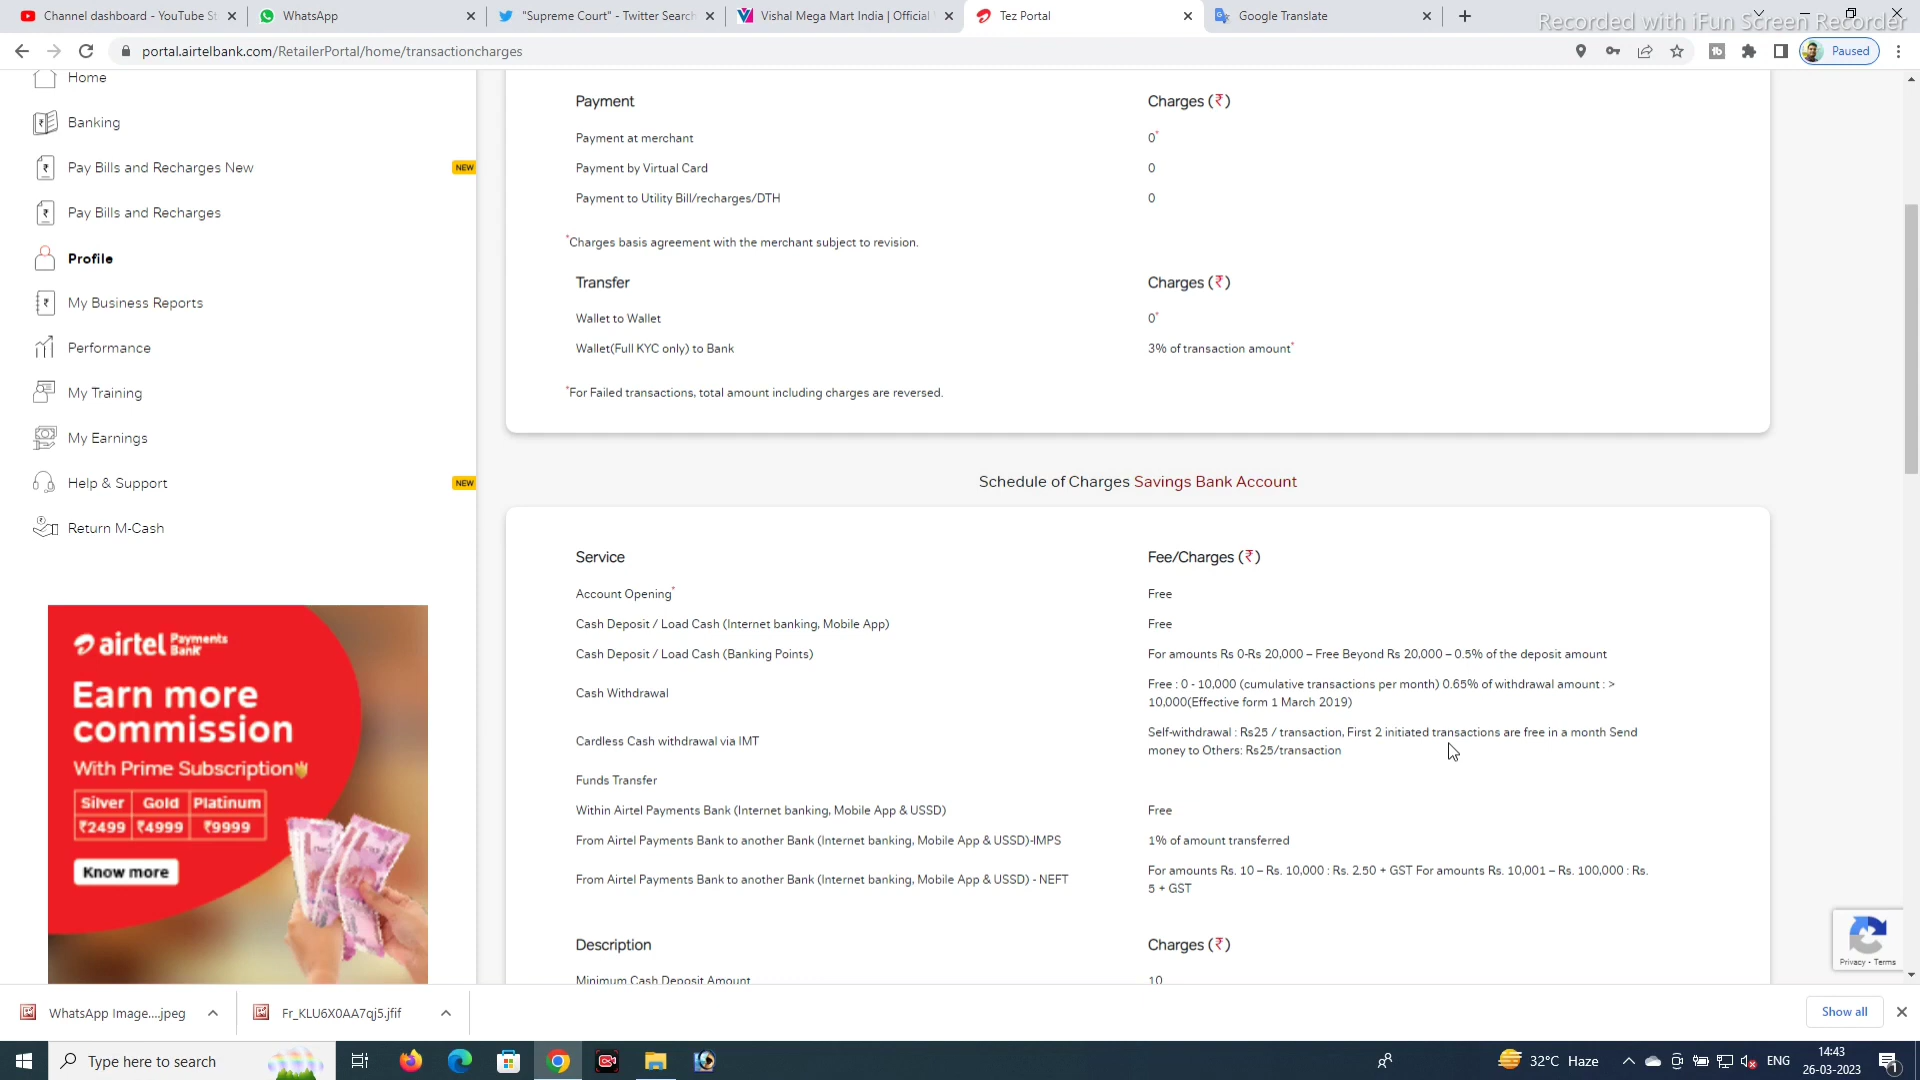 Channel dashboard - YouTube St
WhatsApp
"Supreme Court" - Twitter Search
Vishal Mega Mart India | Official
Tez Portal
Google Translate
Recorded with iFun Screen Recorder
portal.airtelbank.com/RetailerPortal/home/transactioncharges
Paused
Home
Banking
Pay Bills and Recharges New
NEW
Pay Bills and Recharges
Profile
My Business Reports
Performance
My Training
My Earnings
Help & Support
NEW
Return M-Cash
airtel Payments Bank
Earn more
commission
With Prime Subscription
Silver Gold Platinum
₹2499 ₹4999 ₹9999
Know more
Payment Charges (₹)
Payment at merchant 0*
Payment by Virtual Card 0
Payment to Utility Bill/recharges/DTH 0
*Charges basis agreement with the merchant subject to revision.
Transfer Charges (₹)
Wallet to Wallet 0*
Wallet(Full KYC only) to Bank 3% of transaction amount*
*For Failed transactions, total amount including charges are reversed.
Schedule of Charges Savings Bank Account
Service Fee/Charges (₹)
Account Opening* Free
Cash Deposit / Load Cash (Internet banking, Mobile App) Free
Cash Deposit / Load Cash (Banking Points) For amounts Rs 0-Rs 20,000 – Free Beyond Rs 20,000 – 0.5% of the deposit amount
Cash Withdrawal Free : 0 - 10,000 (cumulative transactions per month) 0.65% of withdrawal amount : >
10,000(Effective form 1 March 2019)
Cardless Cash withdrawal via IMT Self-withdrawal : Rs25 / transaction, First 2 initiated transactions are free in a month Send
money to Others: Rs25/transaction
Funds Transfer
Within Airtel Payments Bank (Internet banking, Mobile App & USSD) Free
From Airtel Payments Bank to another Bank (Internet banking, Mobile App & USSD)-IMPS 1% of amount transferred
From Airtel Payments Bank to another Bank (Internet banking, Mobile App & USSD) - NEFT For amounts Rs. 10 – Rs. 10,000 : Rs. 2.50 + GST For amounts Rs. 10,001 – Rs. 100,000 : Rs.
5 + GST
Description Charges (₹)
Minimum Cash Deposit Amount 10
Privacy - Terms
WhatsApp Image....jpeg
Fr_KLU6X0AA7qj5.jfif
Show all
Type here to search
32°C Haze
ENG
14:43
26-03-2023
1